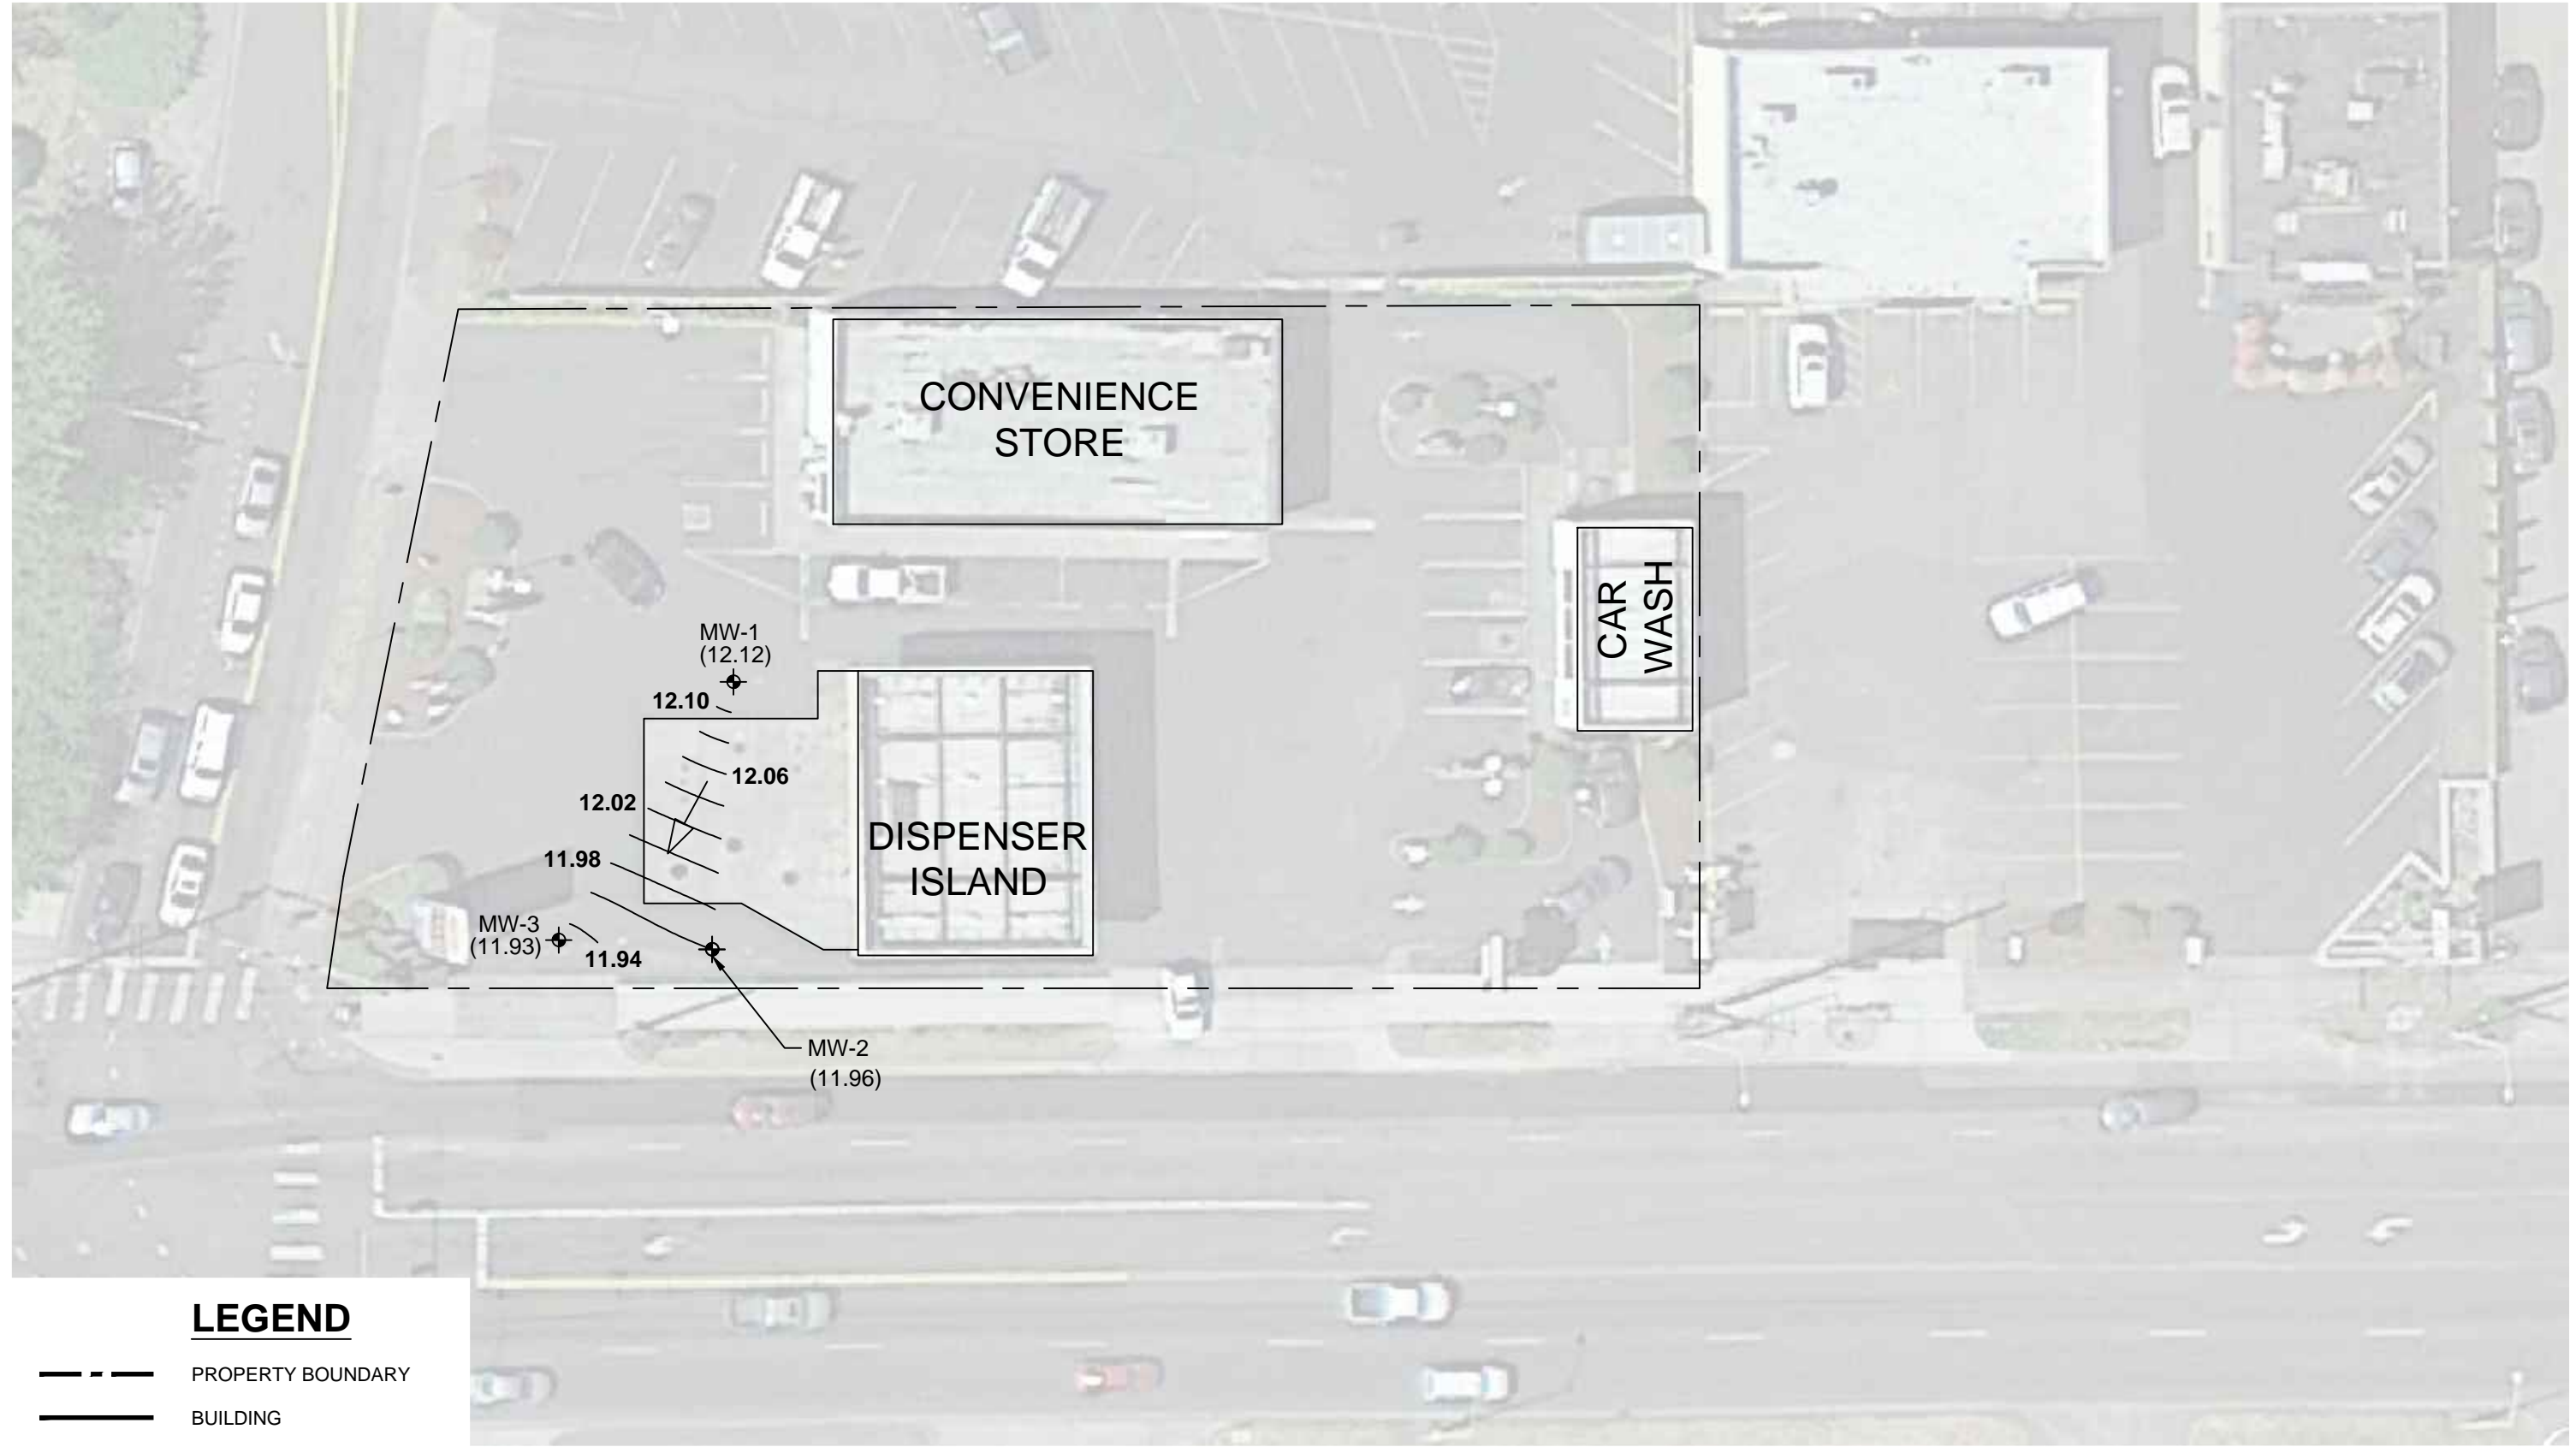 CONVENIENCE
STORE
CAR
WASH
MW-1
(12.12)
12.10
12.06
12.02
DISPENSER
ISLAND
11.98
MW-3
(11.93)
11.94
MW-2
(11.96)
LEGEND
PROPERTY BOUNDARY
BUILDING